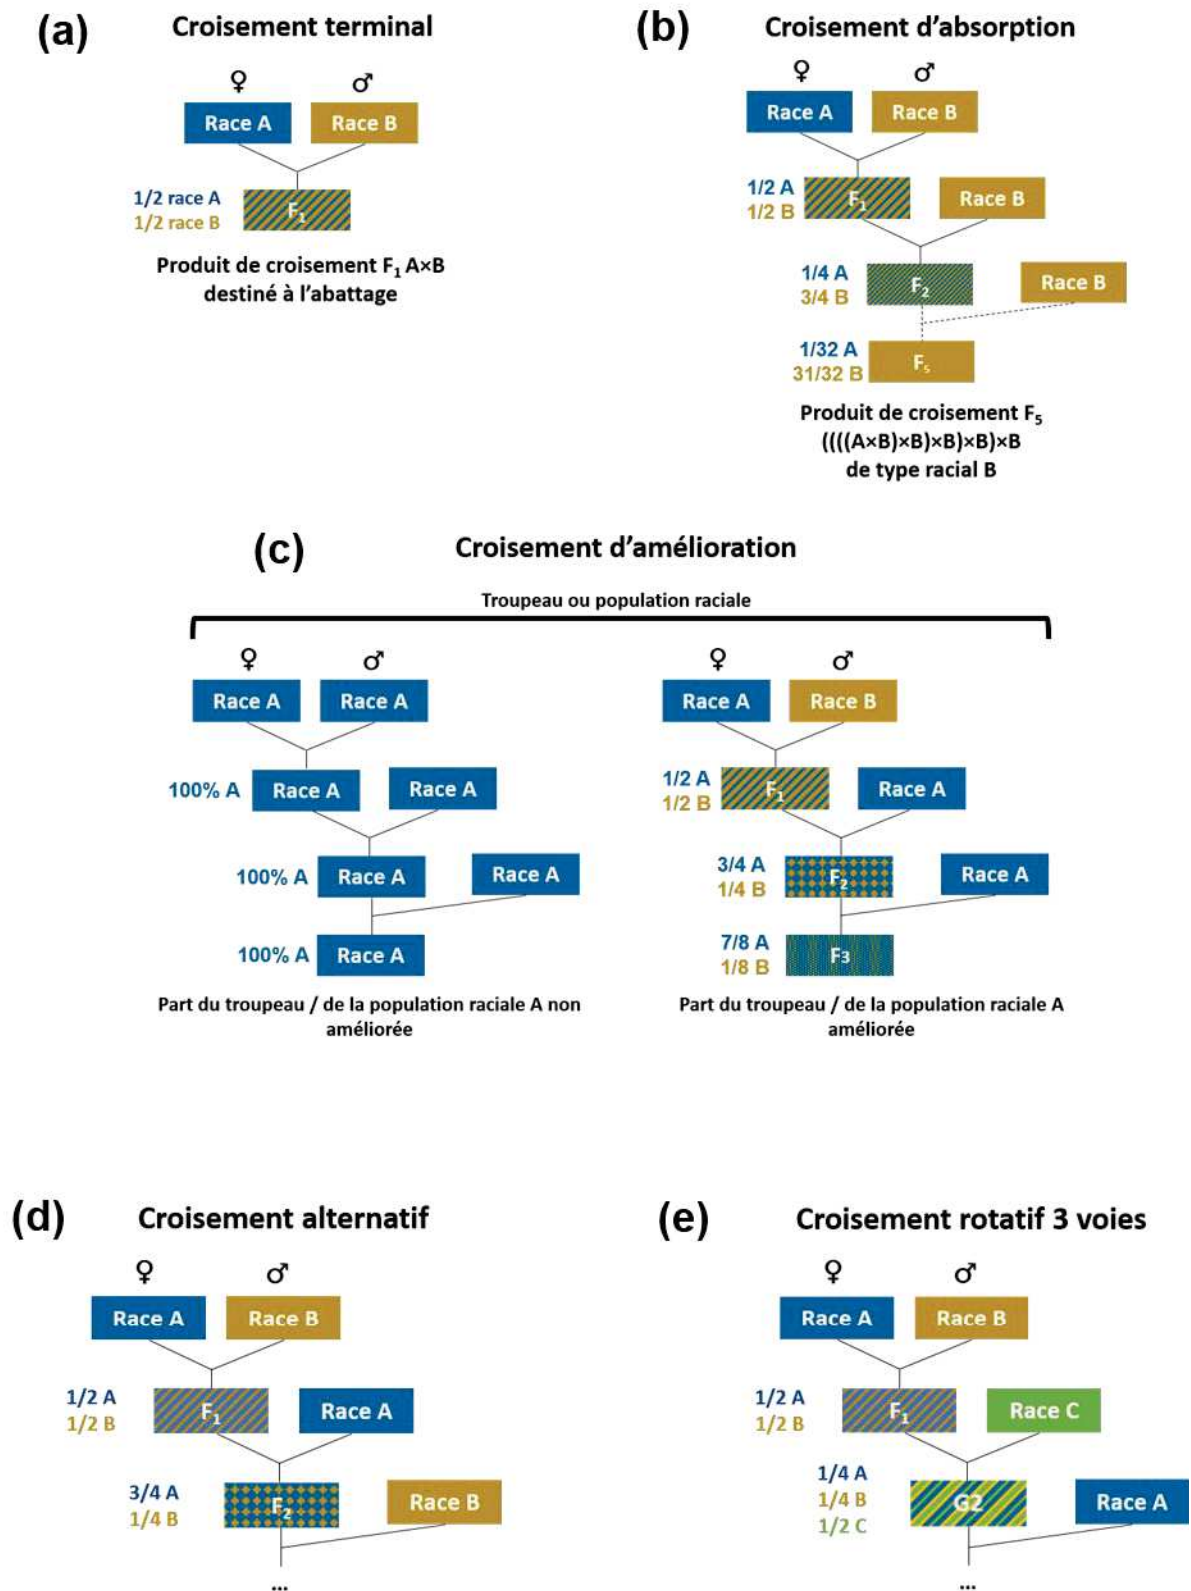 (a) Croisement terminal
♀ ♂
Race A Race B
1/2 race A
1/2 race B
F₁
Produit de croisement F₁ A×B
destiné à l'abattage
(b) Croisement d'absorption
♀ ♂
Race A Race B
1/2 A
1/2 B
F₁ Race B
1/4 A
3/4 B
F₂ Race B
1/32 A
31/32 B
F₅
Produit de croisement F₅
((((A×B)×B)×B)×B)×B
de type racial B
(c) Croisement d'amélioration
Troupeau ou population raciale
♀ ♂
Race A Race A
100% A Race A Race A
100% A Race A Race A
100% A Race A
Part du troupeau / de la population raciale A non
améliorée
♀ ♂
Race A Race B
1/2 A
1/2 B
F₁ Race A
3/4 A
1/4 B
F₂ Race A
7/8 A
1/8 B
F3
Part du troupeau / de la population raciale A
améliorée
(d) Croisement alternatif
♀ ♂
Race A Race B
1/2 A
1/2 B
F₁ Race A
3/4 A
1/4 B
F₂ Race B
...
(e) Croisement rotatif 3 voies
♀ ♂
Race A Race B
1/2 A
1/2 B
F₁ Race C
1/4 A
1/4 B
1/2 C
G2 Race A
...